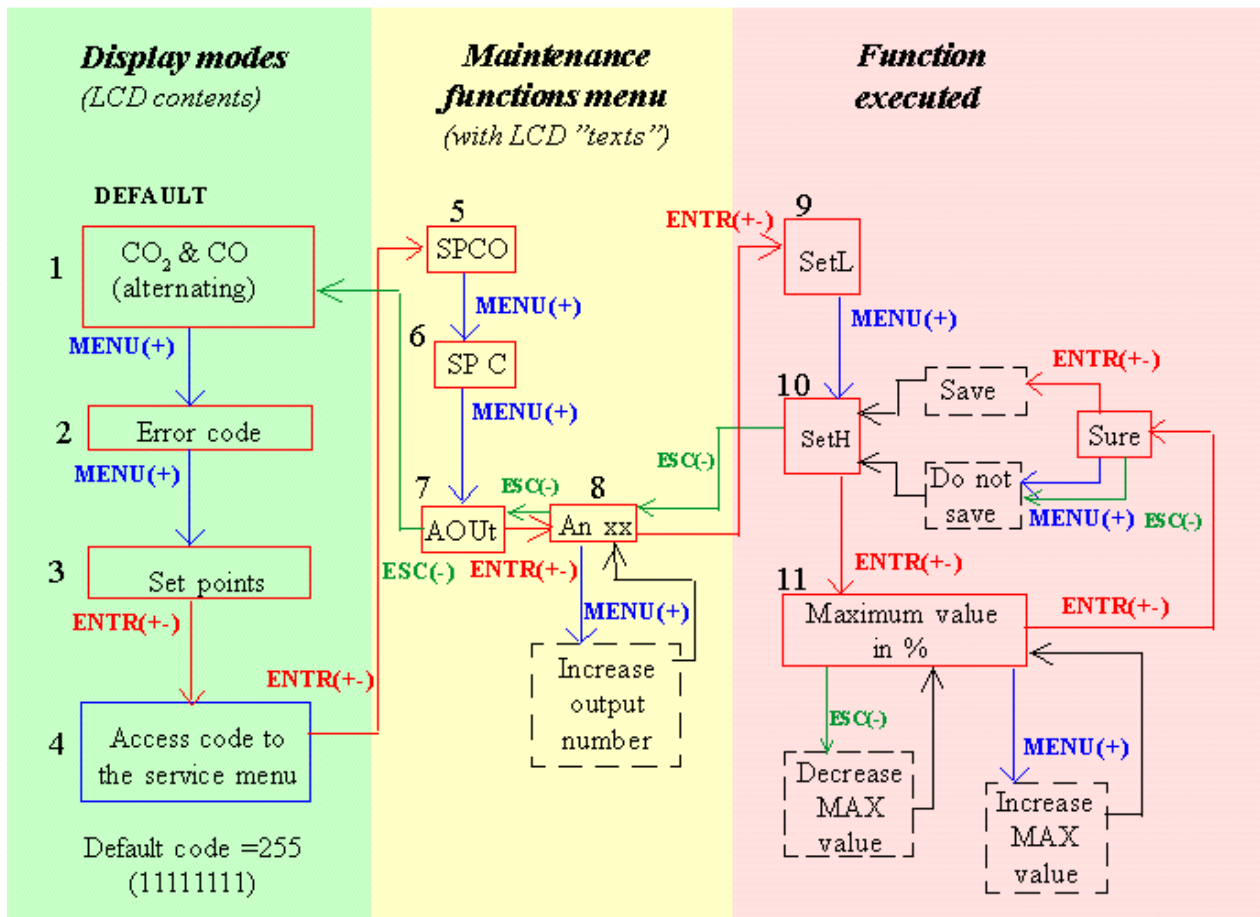 Display modes
(LCD contents)
DEFAULT
1
CO₂ & CO
(alternating)
MENU(+)
2
Error code
MENU(+)
3
Set points
ENTR(+-)
4
Access code to
the service menu
Default code =255
(11111111)
ENTR(+-)
Maintenance
functions menu
(with LCD "texts")
5
SPCO
MENU(+)
6
SP C
MENU(+)
7
AOUt
ESC(-)
ESC(-)
ENTR(+-)
8
An xx
MENU(+)
Increase
output
number
Function
executed
ENTR(+-)
9
SetL
MENU(+)
10
SetH
ESC(-)
Save
ENTR(+-)
Sure
Do not
save
MENU(+)
ESC(-)
ENTR(+-)
11
Maximum value
in %
ENTR(+-)
ESC(-)
Decrease
MAX
value
MENU(+)
Increase
MAX
value